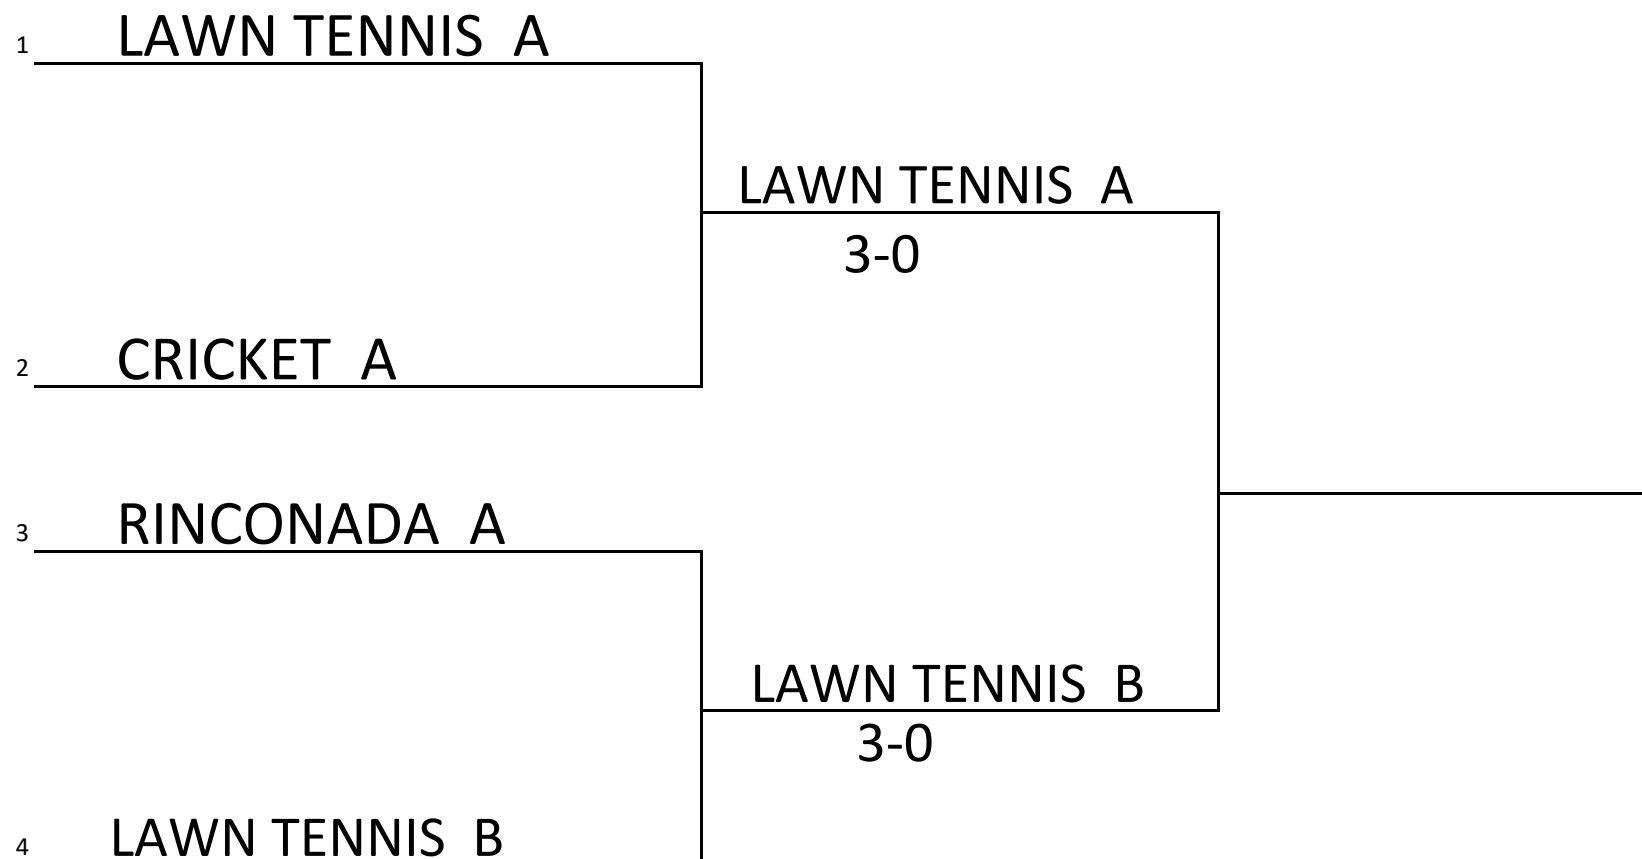 1 LAWN TENNIS A
LAWN TENNIS A
3-0
2 CRICKET A
3 RINCONADA A
LAWN TENNIS B
3-0
4 LAWN TENNIS B